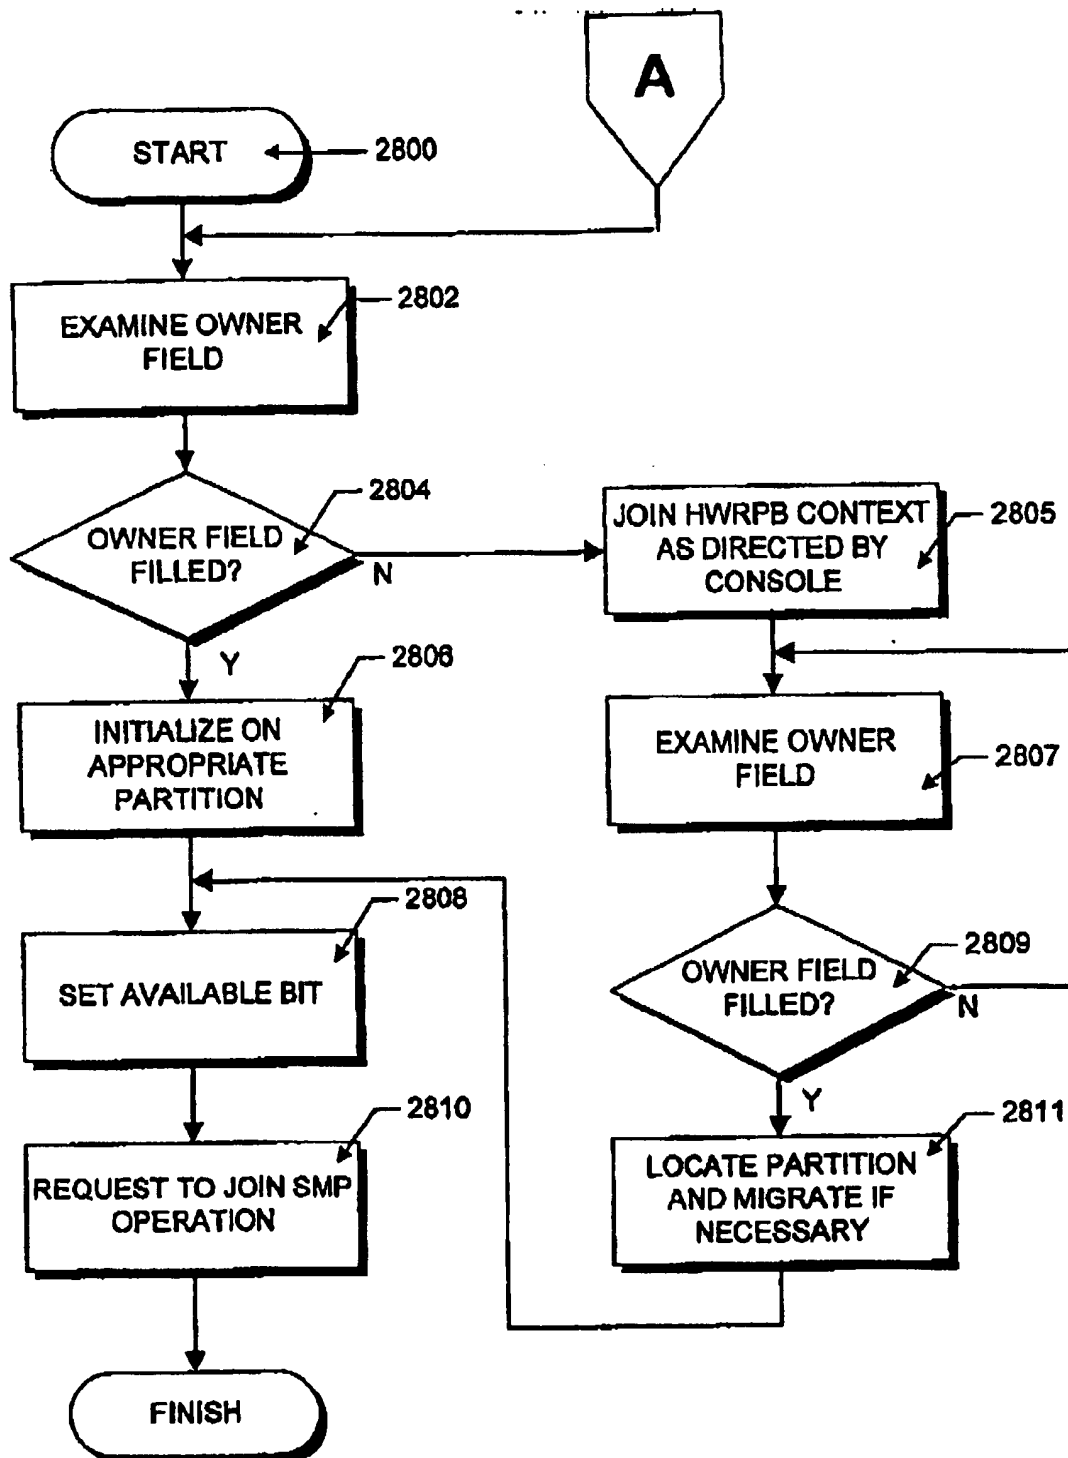 A
START
2800
2802
EXAMINE OWNER
FIELD
2804
OWNER FIELD
FILLED?
N
Y
JOIN HWRPB CONTEXT
AS DIRECTED BY
CONSOLE
2805
2806
INITIALIZE ON
APPROPRIATE
PARTITION
EXAMINE OWNER
FIELD
2807
2808
SET AVAILABLE BIT
2809
OWNER FIELD
FILLED?
N
Y
2810
REQUEST TO JOIN SMP
OPERATION
2811
LOCATE PARTITION
AND MIGRATE IF
NECESSARY
FINISH